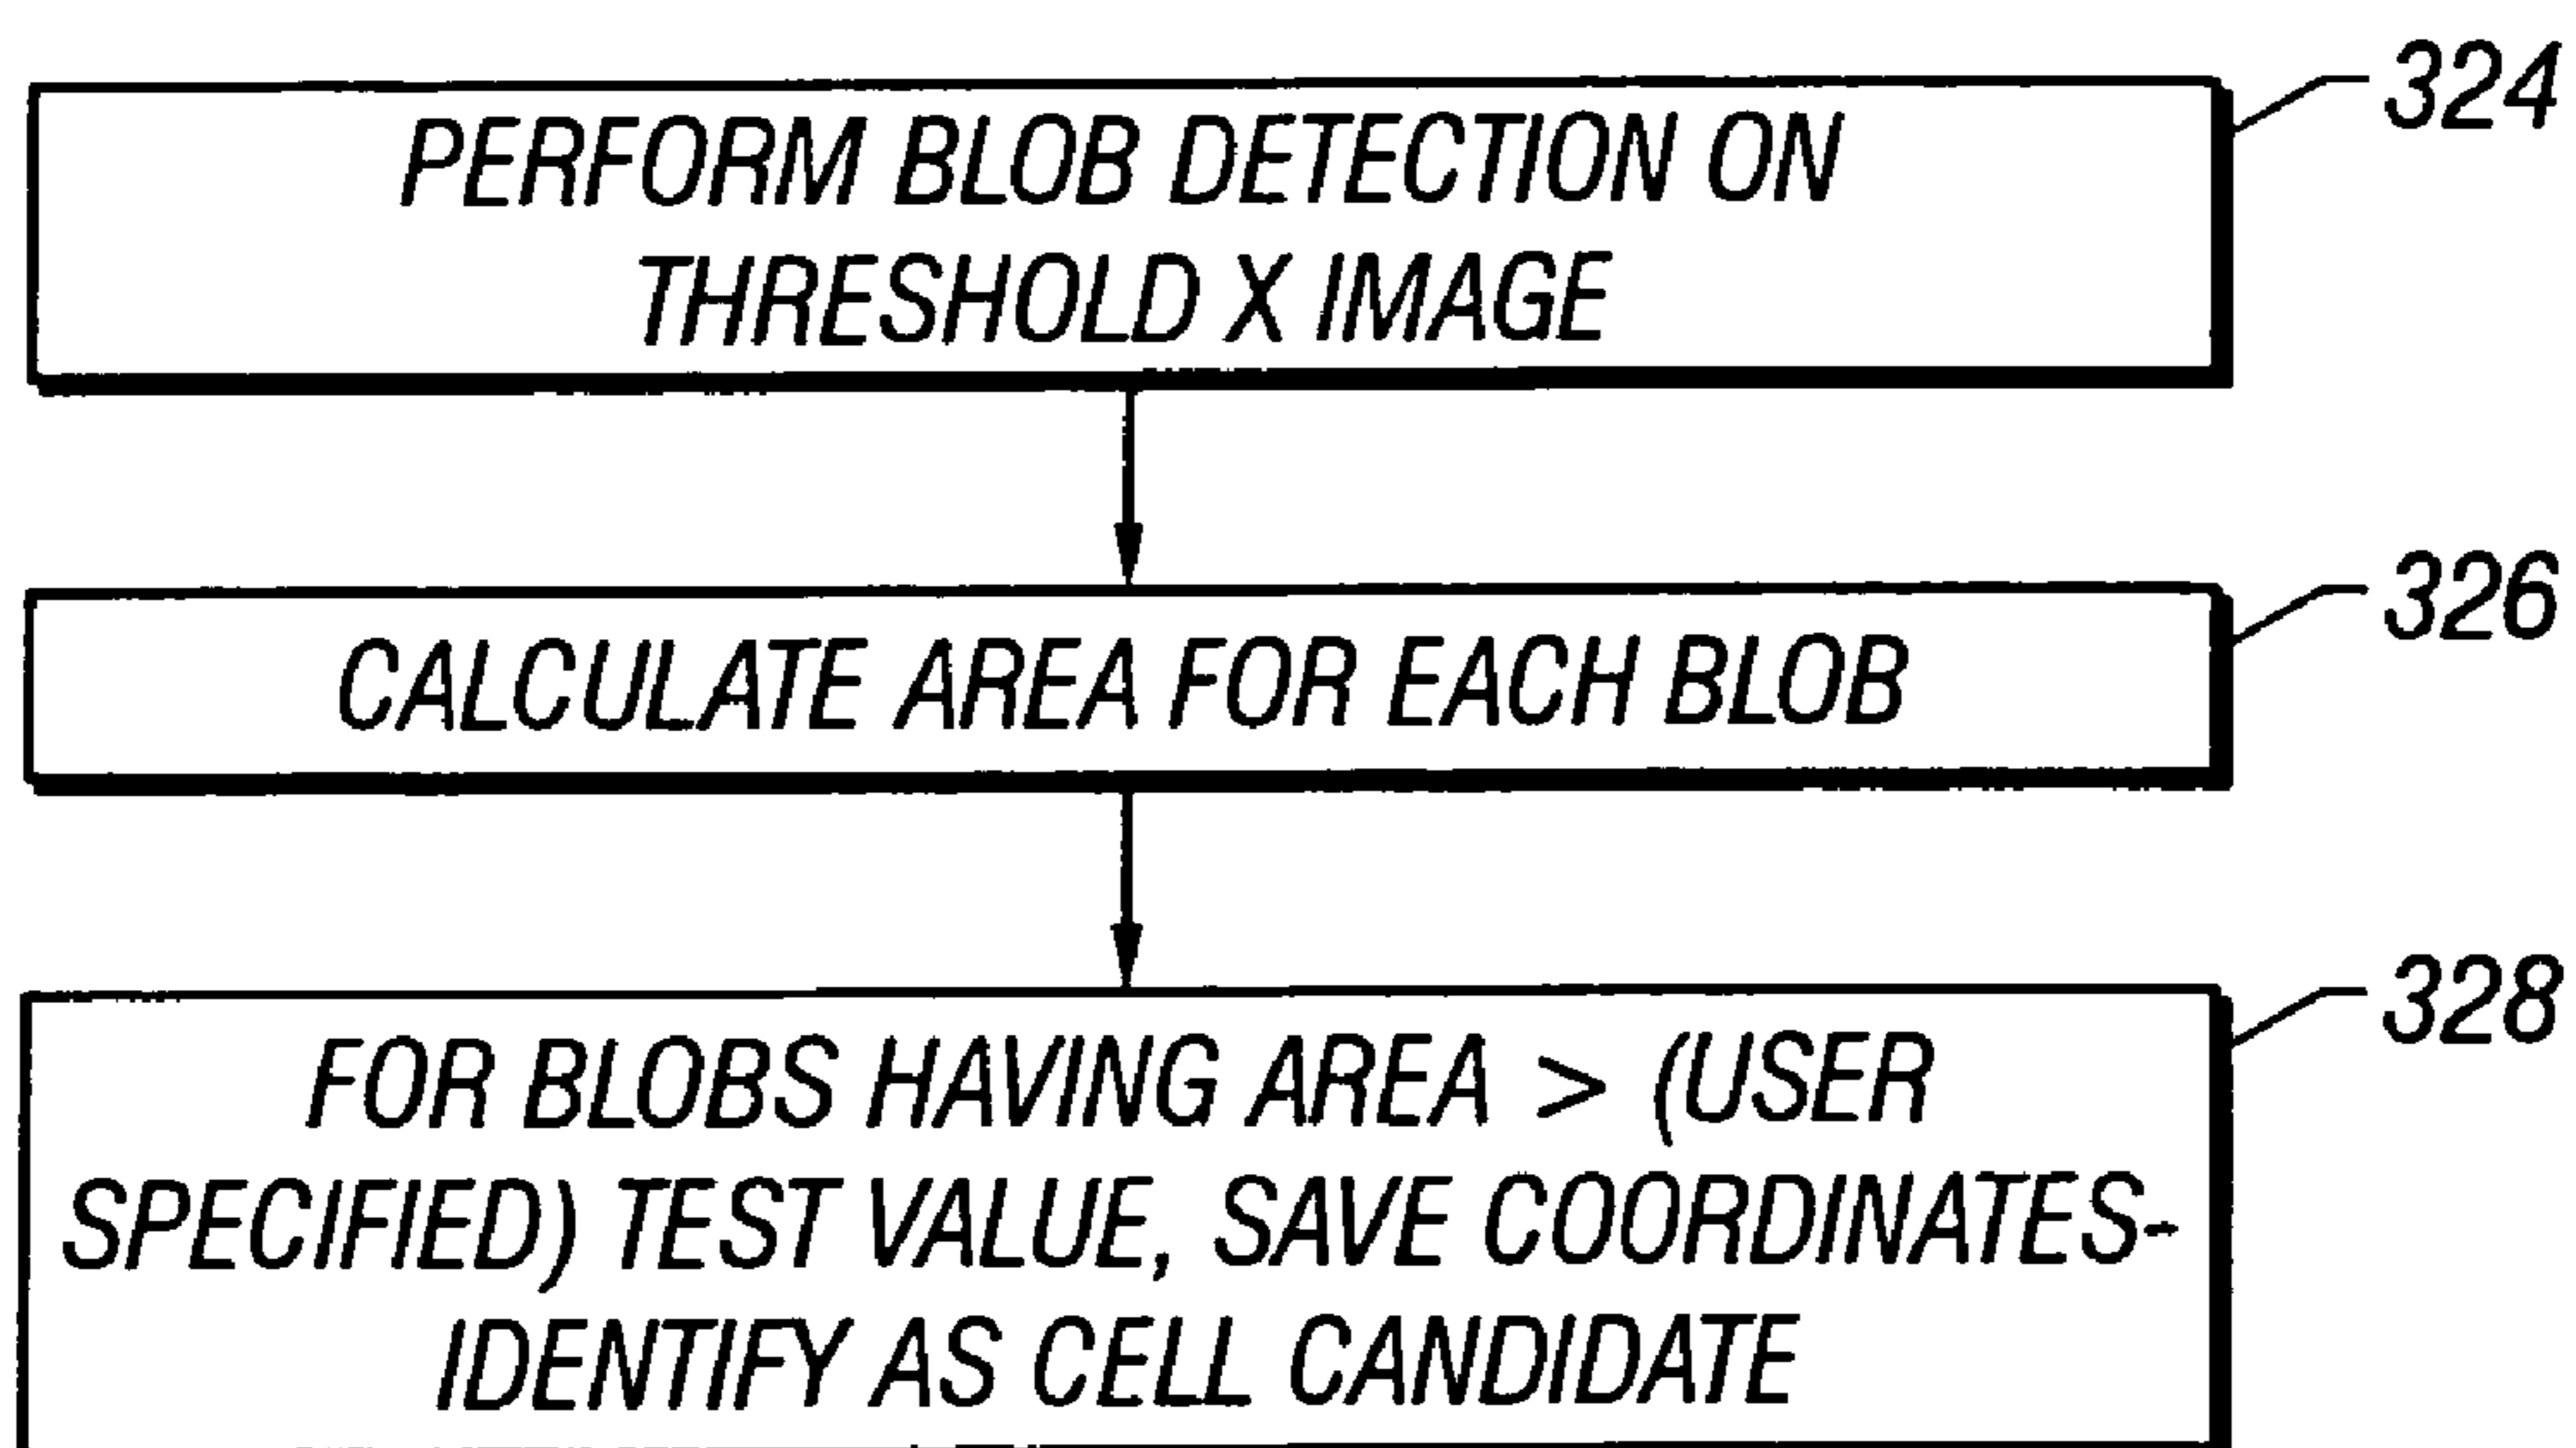 324
PERFORM BLOB DETECTION ON
THRESHOLD X IMAGE
326
CALCULATE AREA FOR EACH BLOB
328
FOR BLOBS HAVING AREA > (USER
SPECIFIED) TEST VALUE, SAVE COORDINATES-
IDENTIFY AS CELL CANDIDATE